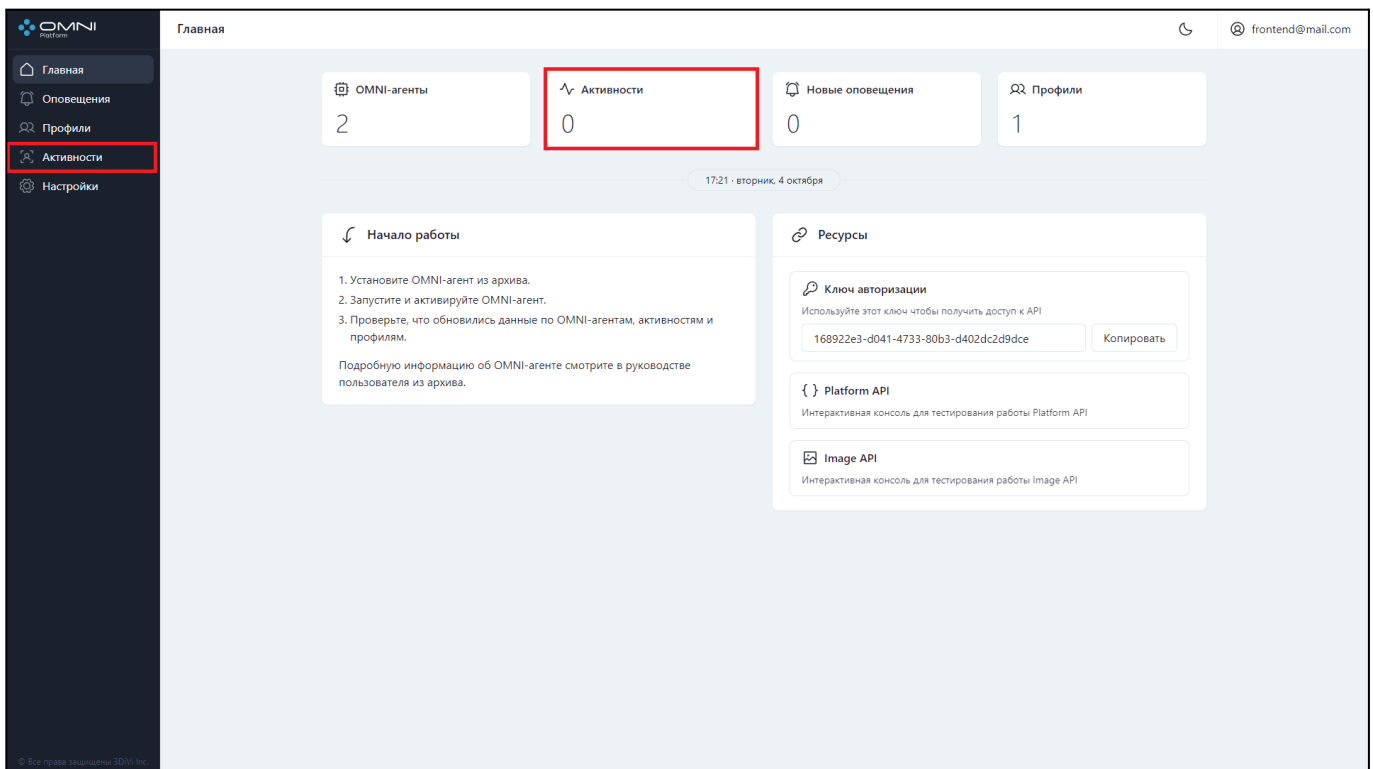 OMNI
Platform
Главная
frontend@mail.com
Главная
Оповещения
Профили
Активности
Настройки
OMNI-агенты
2
Активности
0
Новые оповещения
0
Профили
1
17:21 · вторник, 4 октября
Начало работы
1. Установите OMNI-агент из архива.
2. Запустите и активируйте OMNI-агент.
3. Проверьте, что обновились данные по OMNI-агентам, активностям и
профилям.
Подробную информацию об OMNI-агенте смотрите в руководстве
пользователя из архива.
Ресурсы
Ключ авторизации
Используйте этот ключ чтобы получить доступ к API
168922e3-d041-4733-80b3-d402dc2d9dce
Копировать
{ } Platform API
Интерактивная консоль для тестирования работы Platform API
Image API
Интерактивная консоль для тестирования работы Image API
© Все права защищены 3DiVi Inc.